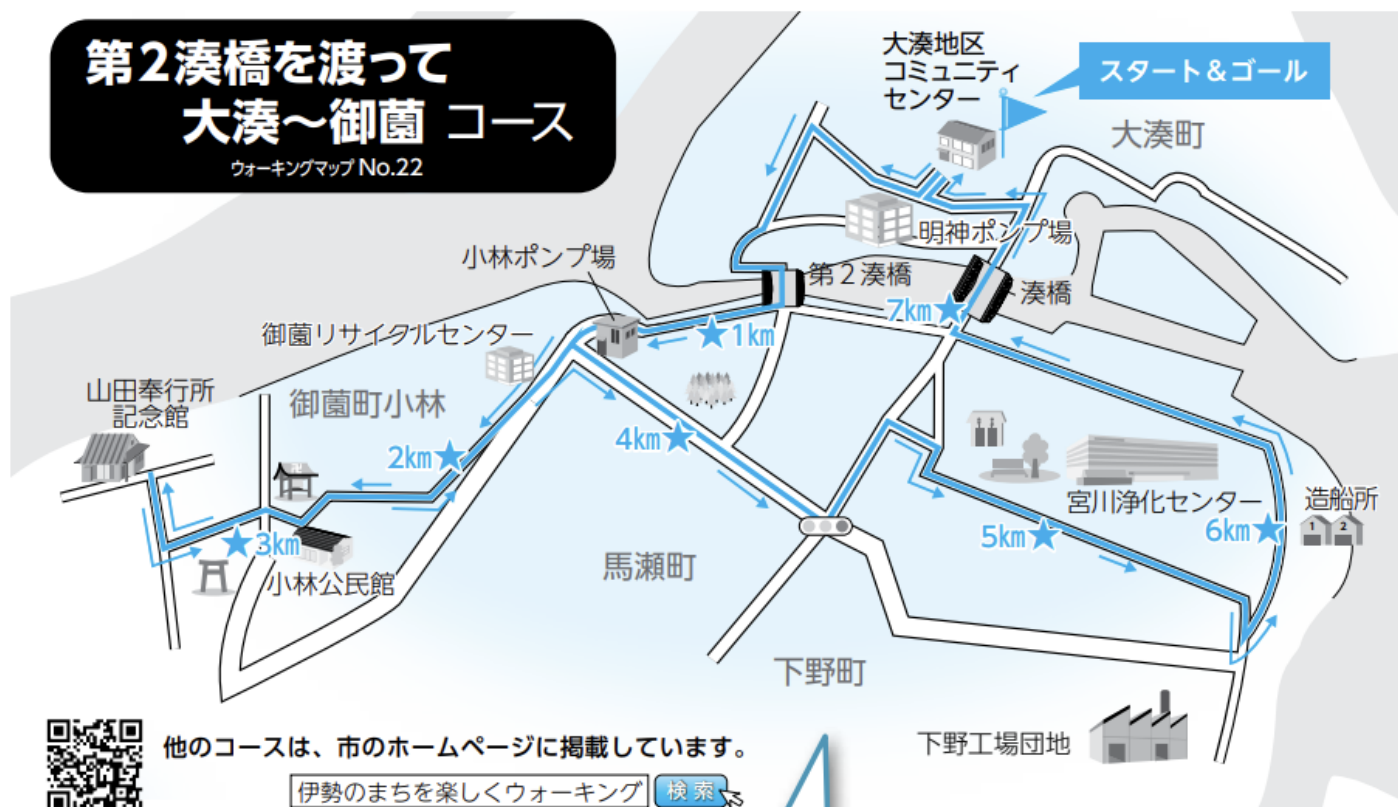 第2湊橋を渡って
大湊～御薗 コース
ウォーキングマップ No.22
大湊地区
コミュニティ
センター
スタート＆ゴール
大湊町
明神ポンプ場
小林ポンプ場
第2湊橋
湊橋
7km
1km
御薗リサイクルセンター
山田奉行所
記念館
御薗町小林
4km
2km
宮川浄化センター
造船所
1 2
6km
5km
3km
小林公民館
馬瀬町
下野町
下野工場団地
他のコースは、市のホームページに掲載しています。
伊勢のまちを楽しくウォーキング 検索